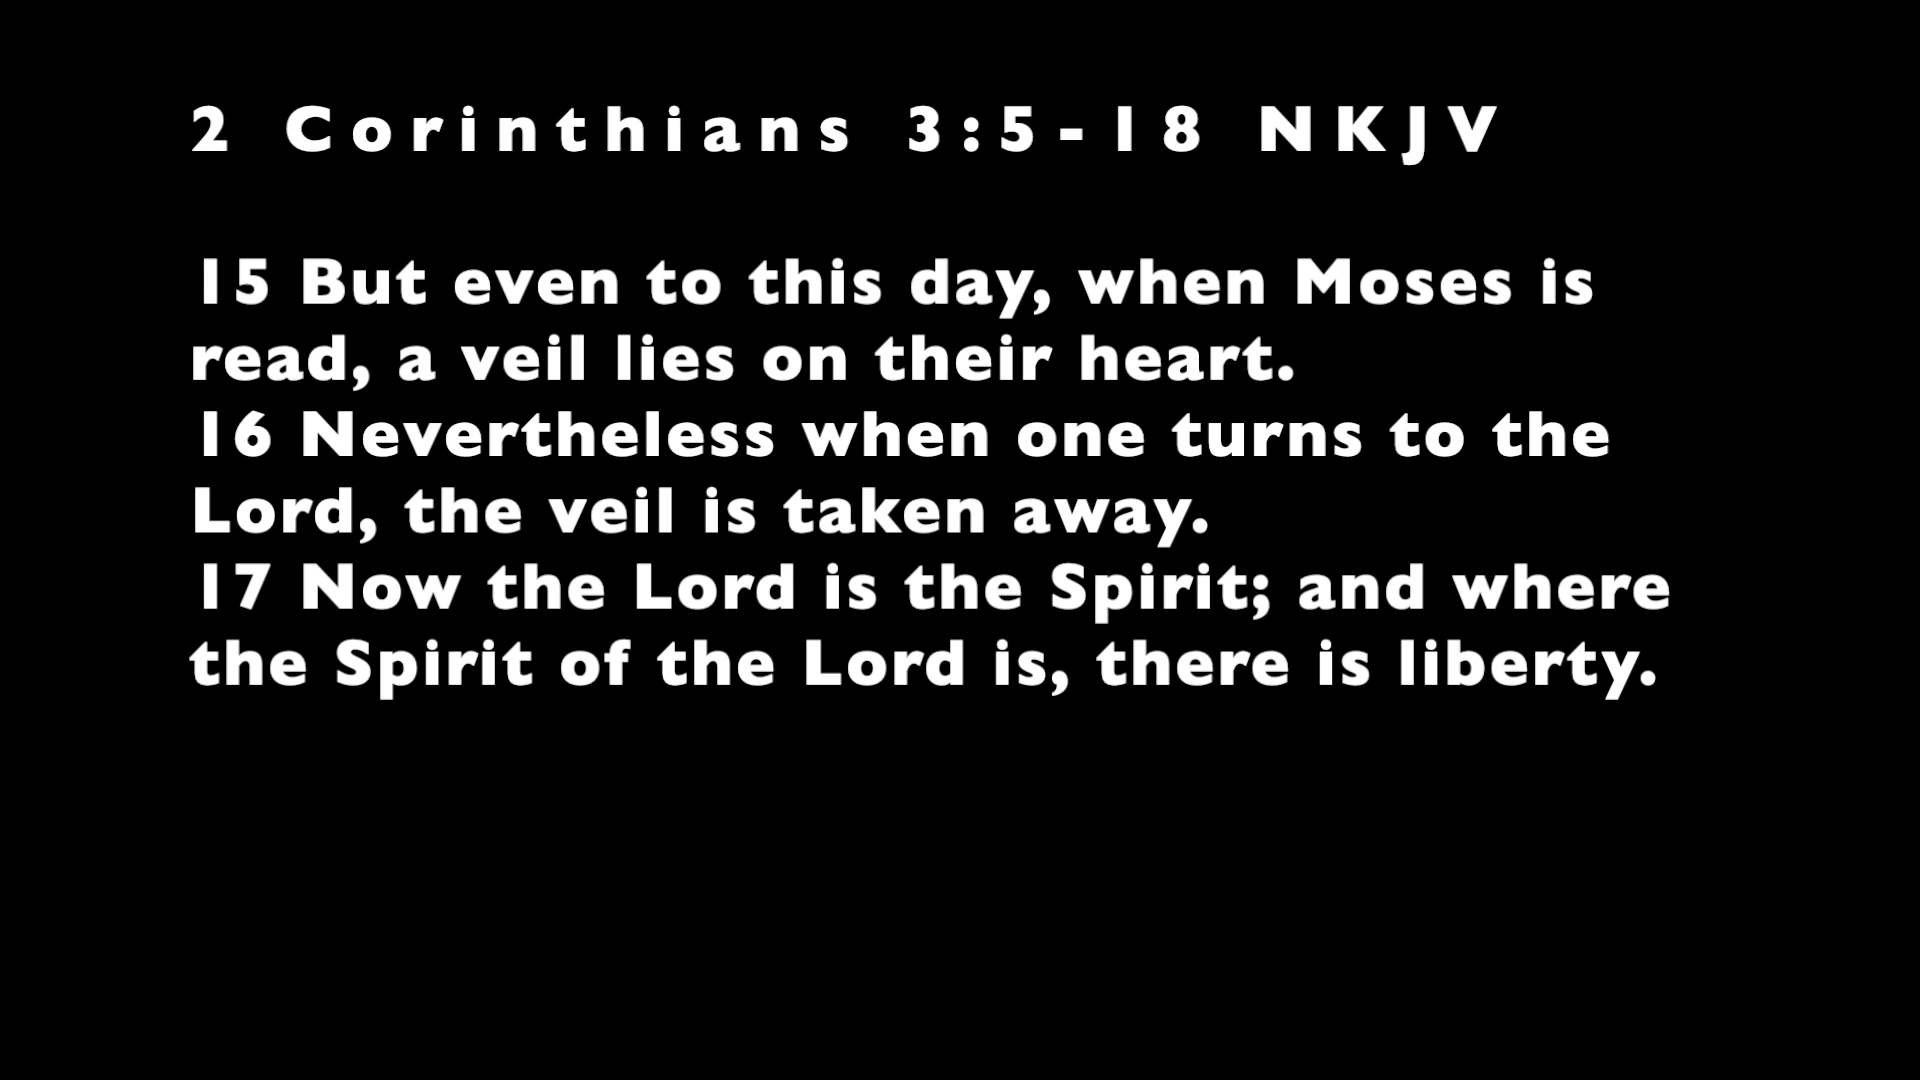 2 Corinthians 3:5-18 NKJV
15 But even to this day, when Moses is
read, a veil lies on their heart.
16 Nevertheless when one turns to the
Lord, the veil is taken away.
17 Now the Lord is the Spirit; and where
the Spirit of the Lord is, there is liberty.